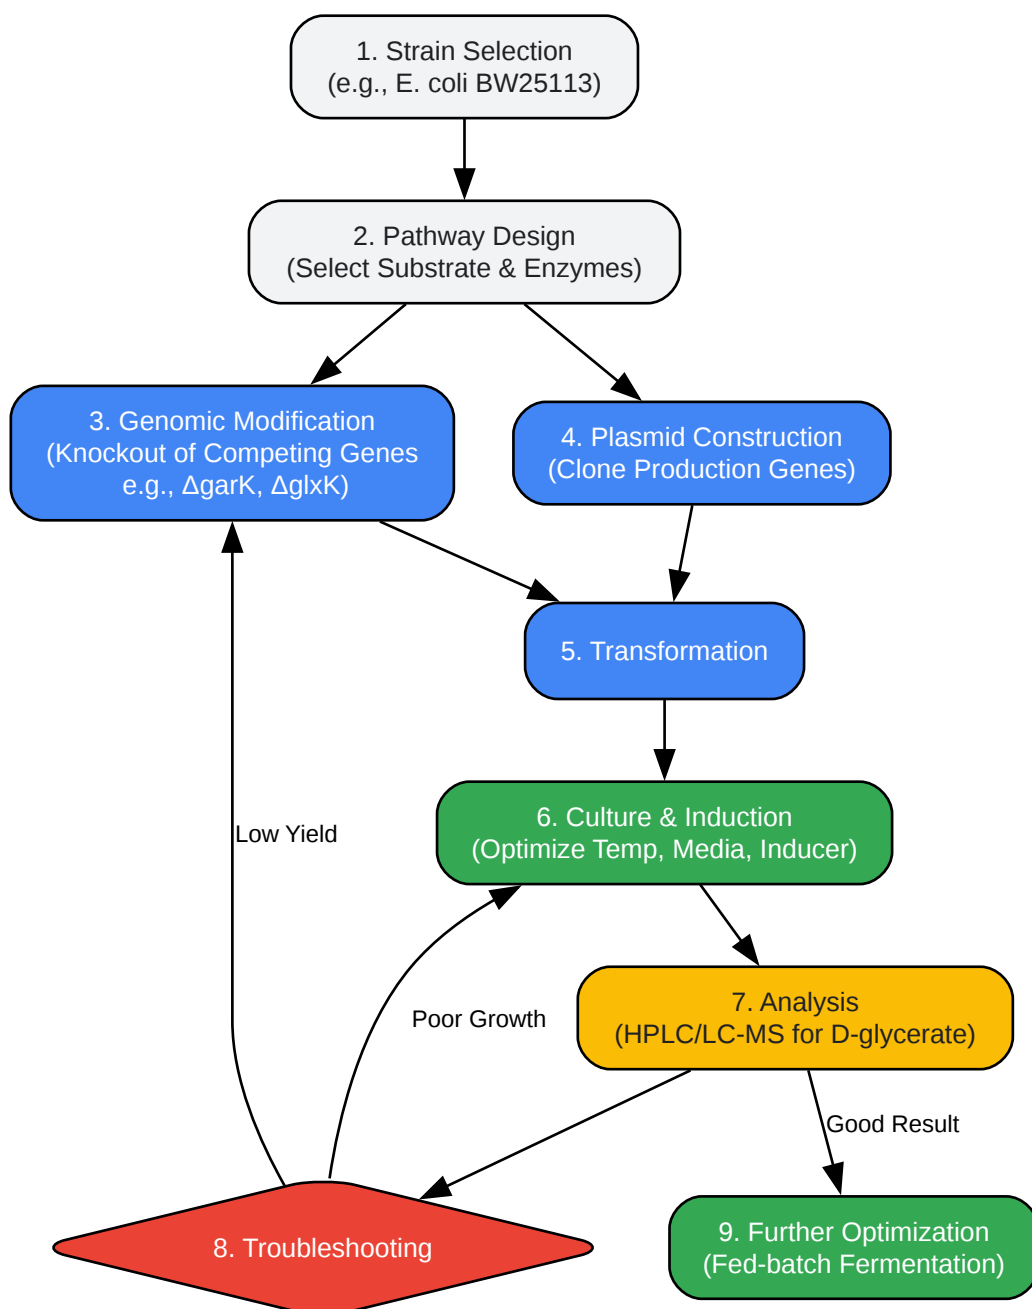 1. Strain Selection
(e.g., E. coli BW25113)
2. Pathway Design
(Select Substrate & Enzymes)
3. Genomic Modification
(Knockout of Competing Genes
e.g., ΔgarK, ΔglxK)
4. Plasmid Construction
(Clone Production Genes)
5. Transformation
6. Culture & Induction
(Optimize Temp, Media, Inducer)
Low Yield
7. Analysis
(HPLC/LC-MS for D-glycerate)
Poor Growth
Good Result
8. Troubleshooting
9. Further Optimization
(Fed-batch Fermentation)